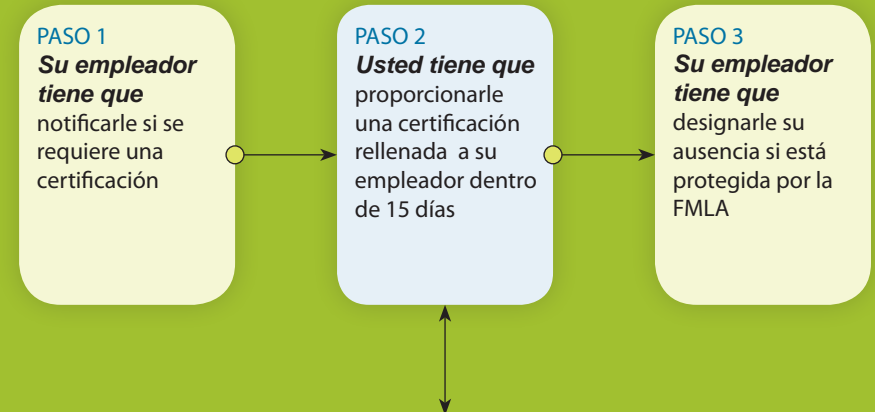 PASO 1
Su empleador
tiene que
notificarle si se
requiere una
certificación
PASO 2
Usted tiene que
proporcionarle
una certificación
rellenada a su
empleador dentro
de 15 días
PASO 3
Su empleador
tiene que
designarle su
ausencia si está
protegida por la
FMLA